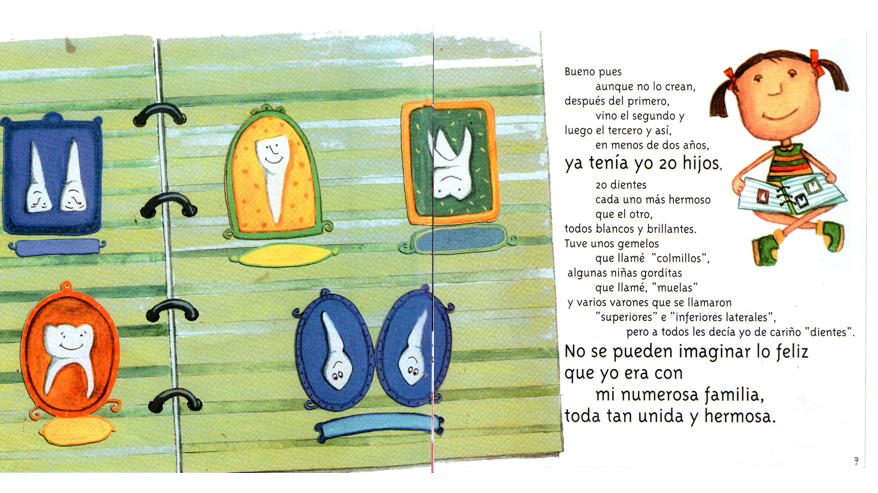 Bueno pues
aunque no lo crean,
después del primero,
vino el segundo y
luego el tercero y así,
en menos de dos años,
ya tenía yo 20 hijos.
20 dientes
cada uno más hermoso
que el otro,
todos blancos y brillantes.
Tuve unos gemelos
que llamé "colmillos",
algunas niñas gorditas
que llamé, "muelas"
y varios varones que se llamaron
"superiores" e "inferiores laterales",
pero a todos les decía yo de cariño "dientes".
No se pueden imaginar lo feliz
que yo era con
mi numerosa familia,
toda tan unida y hermosa.
7